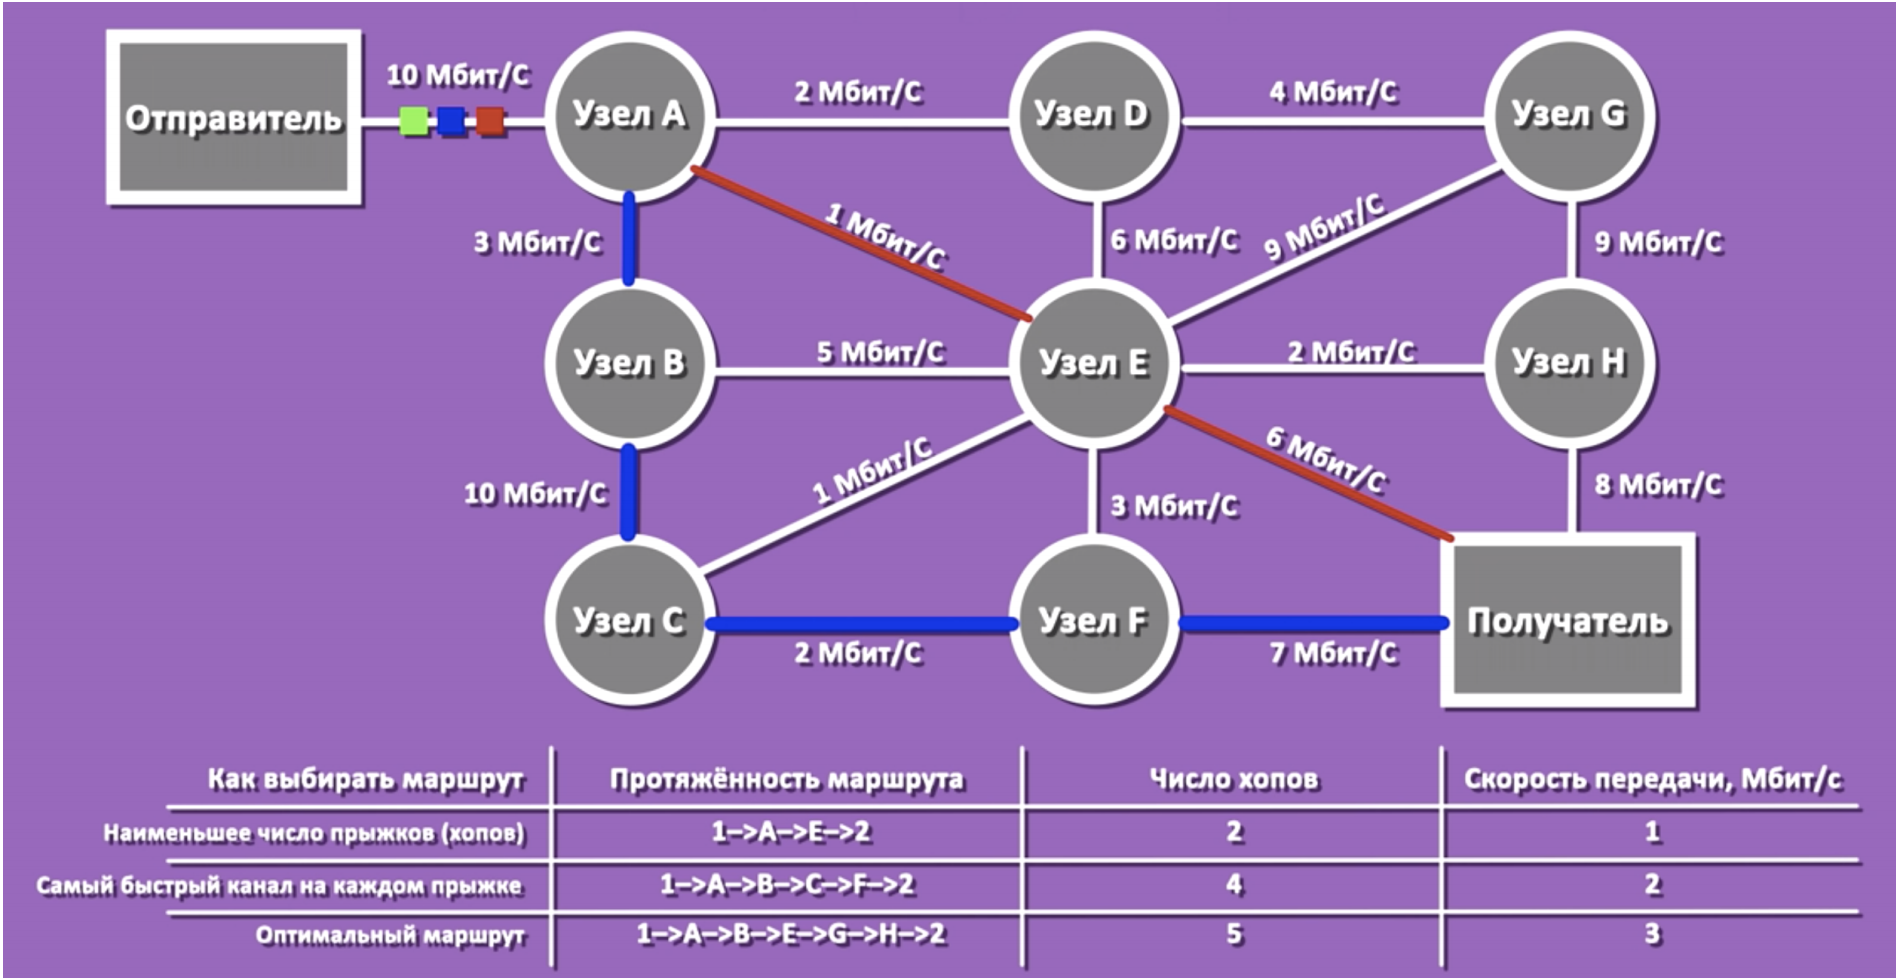 10 Мбит/С
Отправитель
Узел A
2 Мбит/С
Узел D
4 Мбит/С
Узел G
3 Мбит/С
1 Мбит/С
6 Мбит/С
9 Мбит/С
9 Мбит/С
Узел B
5 Мбит/С
Узел E
2 Мбит/С
Узел H
10 Мбит/С
1 Мбит/С
3 Мбит/С
6 Мбит/С
8 Мбит/С
Узел C
2 Мбит/С
Узел F
7 Мбит/С
Получатель
Как выбирать маршрут Протяжённость маршрута Число хопов Скорость передачи, Мбит/с
Наименьшее число прыжков (хопов) 1–>A–>E–>2 2 1
Самый быстрый канал на каждом прыжке 1–>A–>B–>C–>F–>2 4 2
Оптимальный маршрут 1–>A–>B–>E–>G–>H–>2 5 3